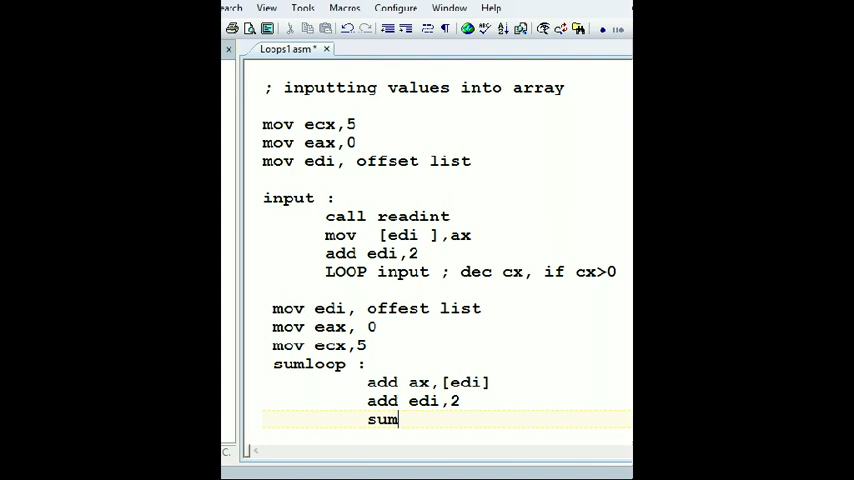 earch View Tools Macros Configure Window Help
Loops1.asm * ×
; inputting values into array
mov ecx,5
mov eax,0
mov edi, offset list
input :
call readint
mov [edi ],ax
add edi,2
LOOP input ; dec cx, if cx>0
mov edi, offest list
mov eax, 0
mov ecx,5
sumloop :
add ax,[edi]
add edi,2
sum
C.